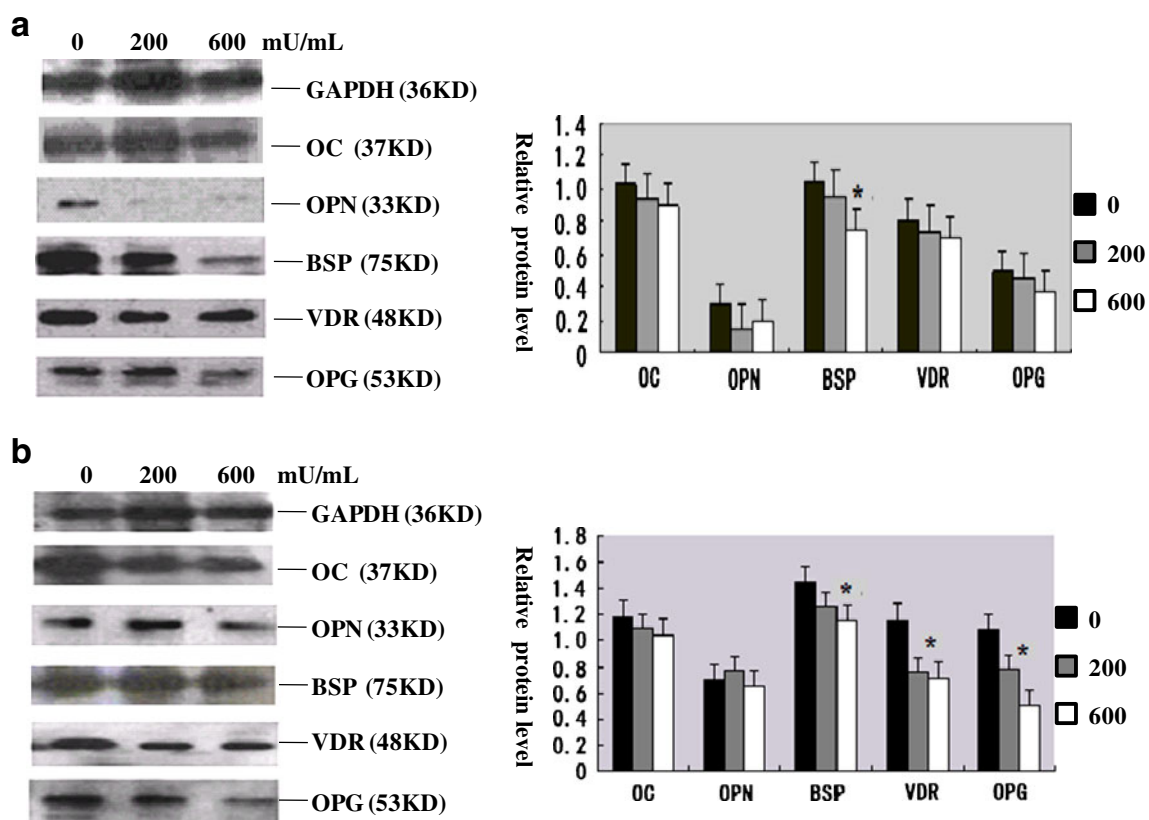 a
0 200 600 mU/mL
GAPDH (36KD)
OC (37KD)
OPN (33KD)
BSP (75KD)
VDR (48KD)
OPG (53KD)
Relative protein level
1.4
1.2
1.0
0.8
0.6
0.4
0.2
0
*
OC OPN BSP VDR OPG
0
200
600
b
0 200 600 mU/mL
GAPDH (36KD)
OC (37KD)
OPN (33KD)
BSP (75KD)
VDR (48KD)
OPG (53KD)
Relative protein level
1.8
1.6
1.4
1.2
1.0
0.8
0.6
0.4
0.2
0
*
*
*
OC OPN BSP VDR OPG
0
200
600